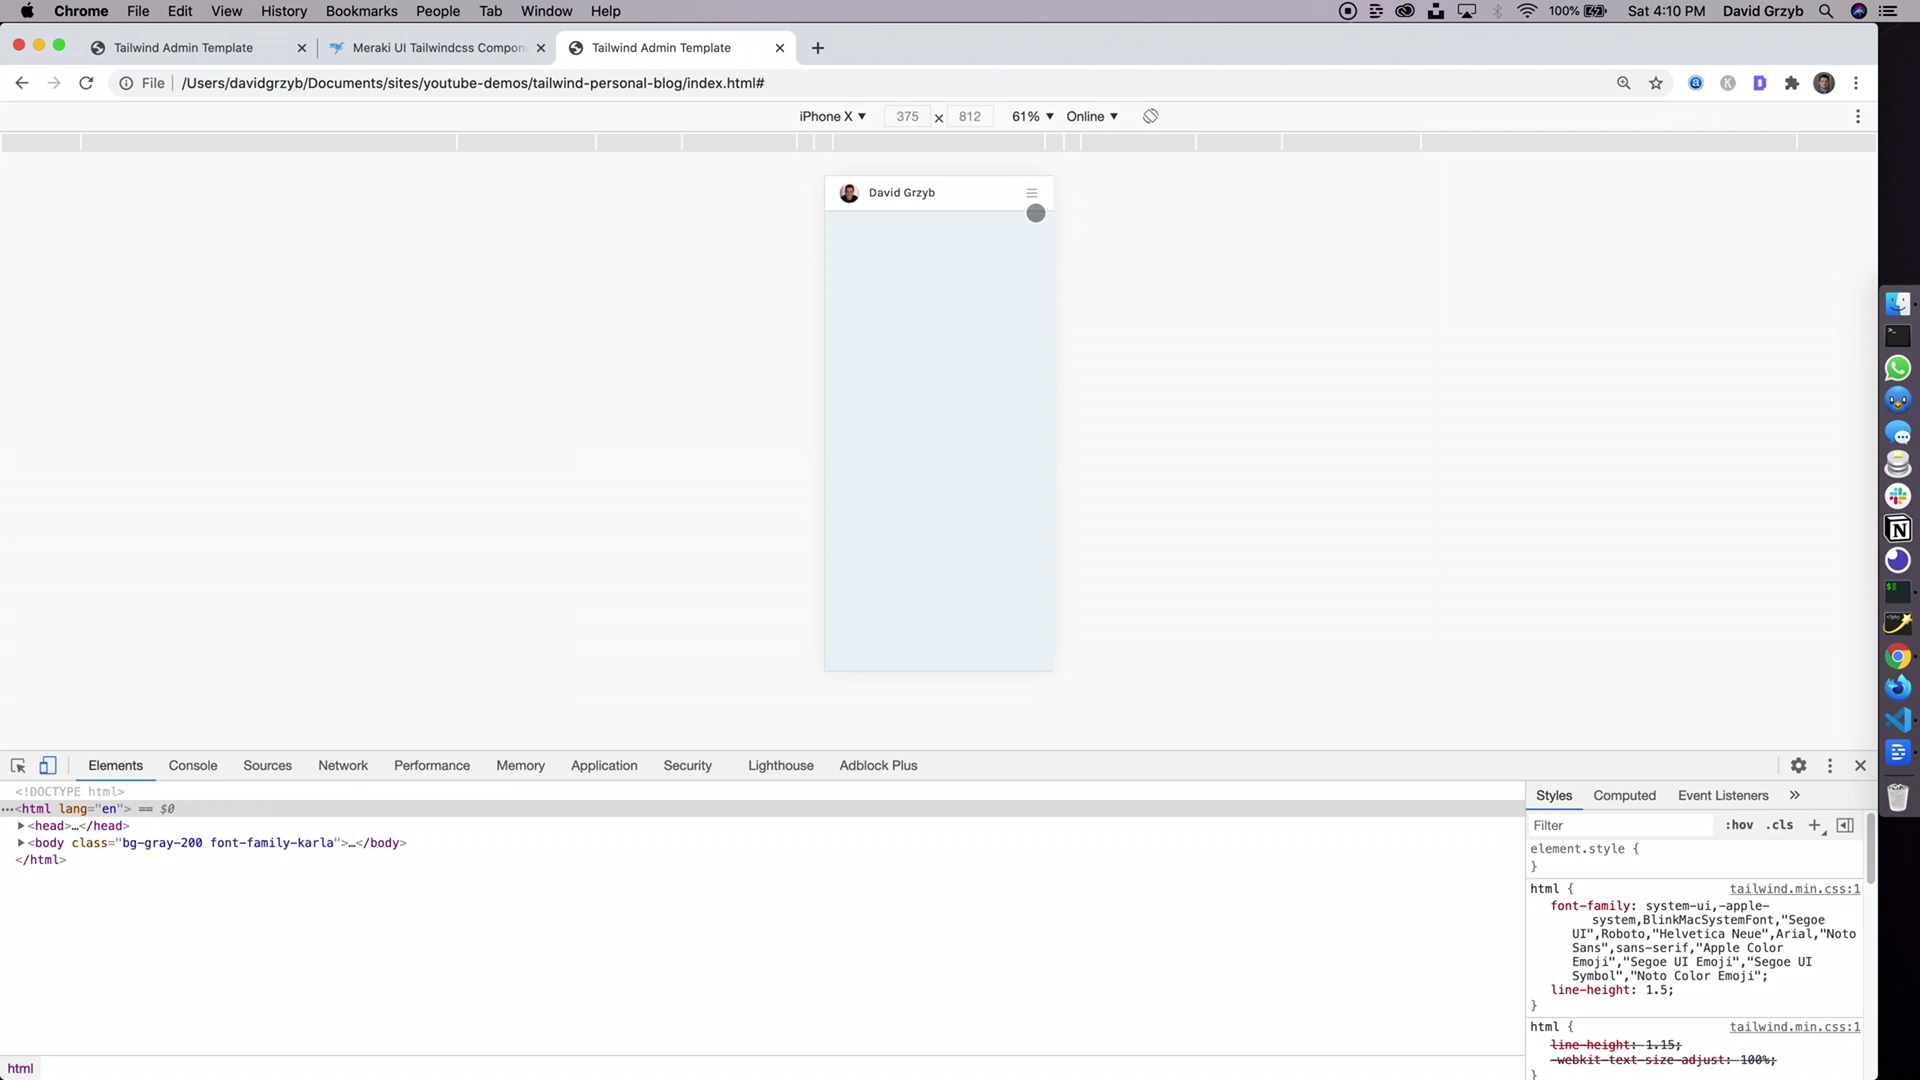 Chrome File Edit View History Bookmarks People Tab Window Help 100% Sat 4:10 PM David Grzyb
Tailwind Admin Template
Meraki UI Tailwindcss Compon
Tailwind Admin Template
File /Users/davidgrzyb/Documents/sites/youtube-demos/tailwind-personal-blog/index.html#
iPhone X 375 × 812 61% Online
David Grzyb
Elements Console Sources Network Performance Memory Application Security Lighthouse Adblock Plus
<!DOCTYPE html>
…<html lang="en"> == $0
<head>…</head>
<body class="bg-gray-200 font-family-karla">…</body>
</html>
Styles Computed Event Listeners »
Filter :hov .cls +
element.style {
}
html { tailwind.min.css:1
font-family: system-ui,-apple-
system,BlinkMacSystemFont,"Segoe
UI",Roboto,"Helvetica Neue",Arial,"Noto
Sans",sans-serif,"Apple Color
Emoji","Segoe UI Emoji","Segoe UI
Symbol","Noto Color Emoji";
line-height: 1.5;
}
html { tailwind.min.css:1
line-height: 1.15;
-webkit-text-size-adjust: 100%;
}
html